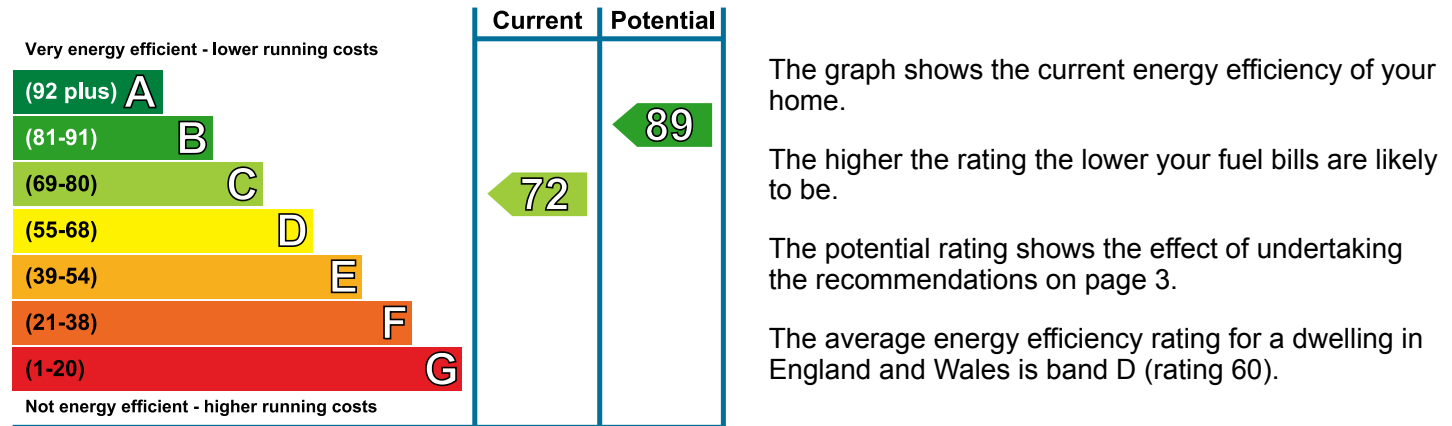 Current Potential
Very energy efficient - lower running costs
(92 plus) A
(81-91) B
89
(69-80) C
72
(55-68) D
(39-54) E
(21-38) F
(1-20) G
Not energy efficient - higher running costs
The graph shows the current energy efficiency of your
home.
The higher the rating the lower your fuel bills are likely
to be.
The potential rating shows the effect of undertaking
the recommendations on page 3.
The average energy efficiency rating for a dwelling in
England and Wales is band D (rating 60).